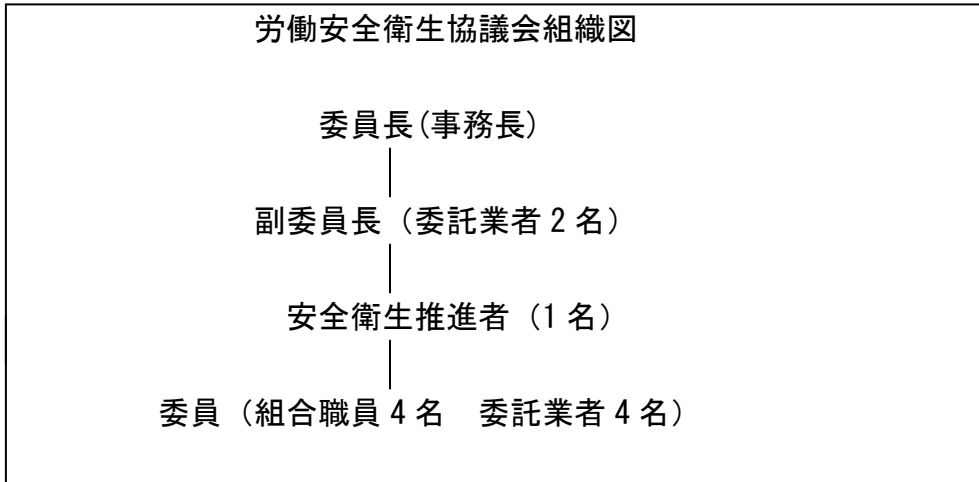 労働安全衛生協議会組織図
委員長(事務長)
副委員長（委託業者2名）
安全衛生推進者（1名）
委員（組合職員4名　委託業者4名）